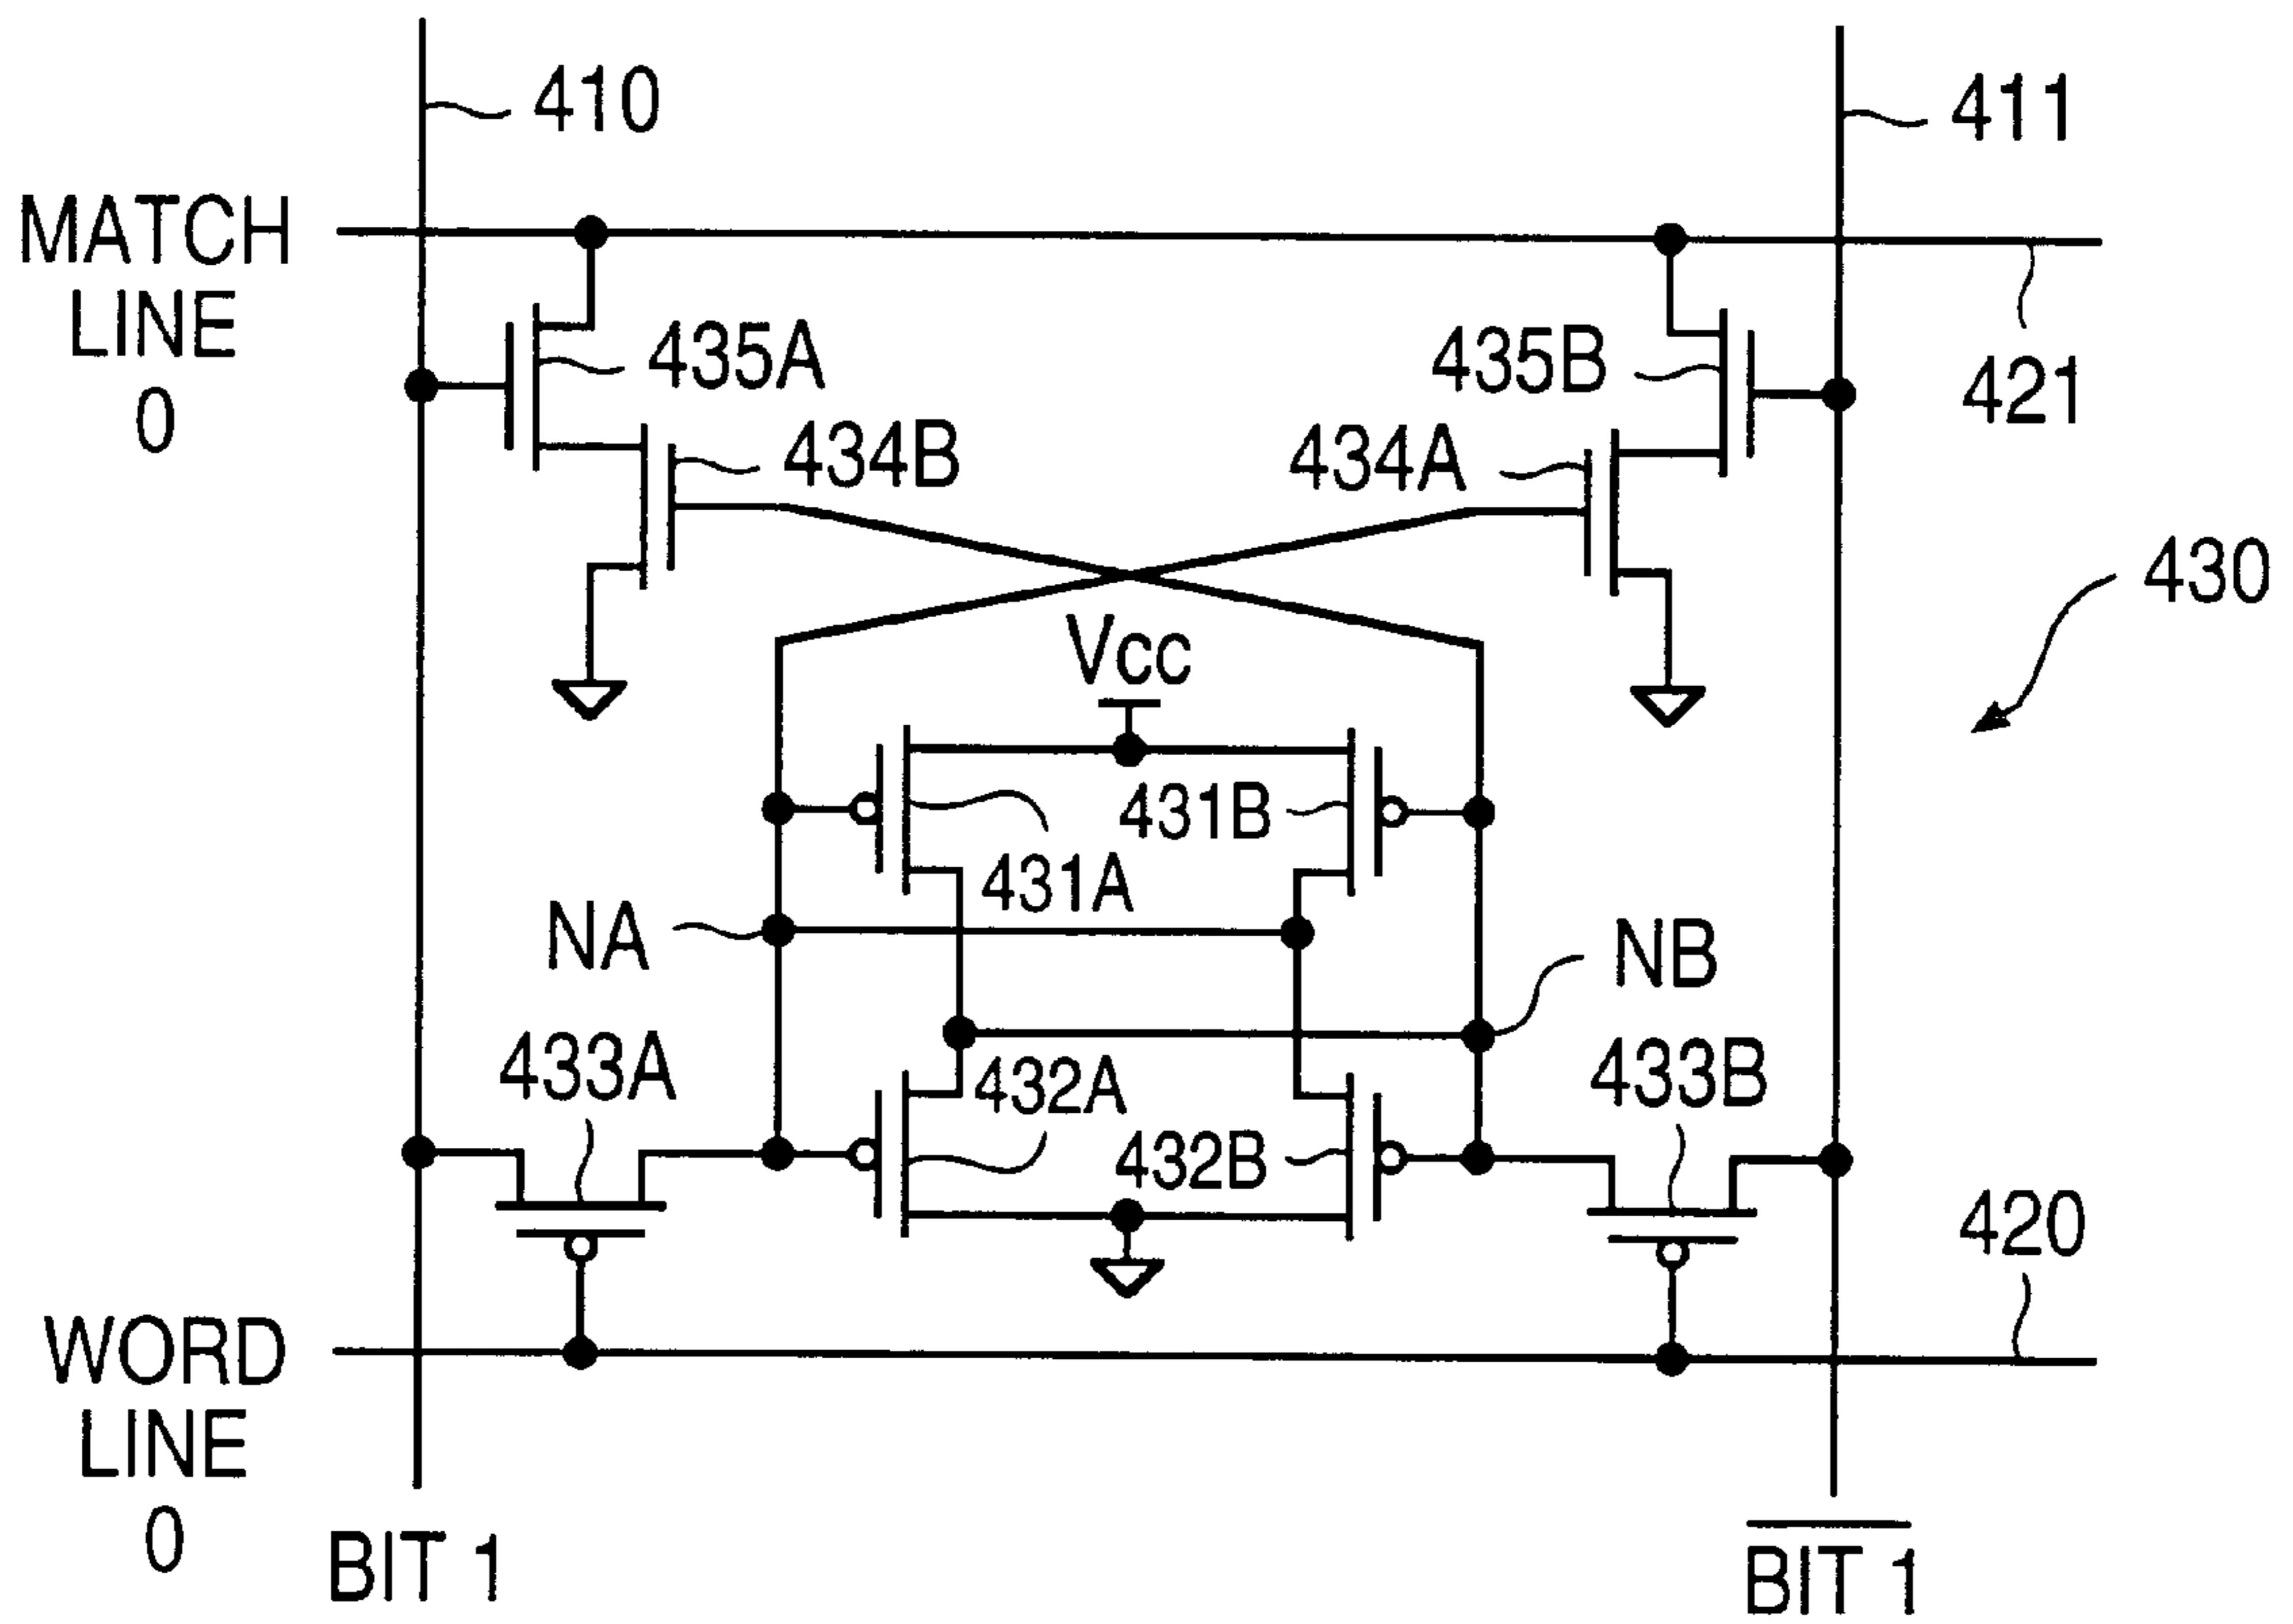 410
411
MATCH
LINE
0
435A
435B
421
434B
434A
430
Vcc
431B
431A
NA
NB
433A
432A
433B
432B
420
WORD
LINE
0
BIT 1
BIT 1